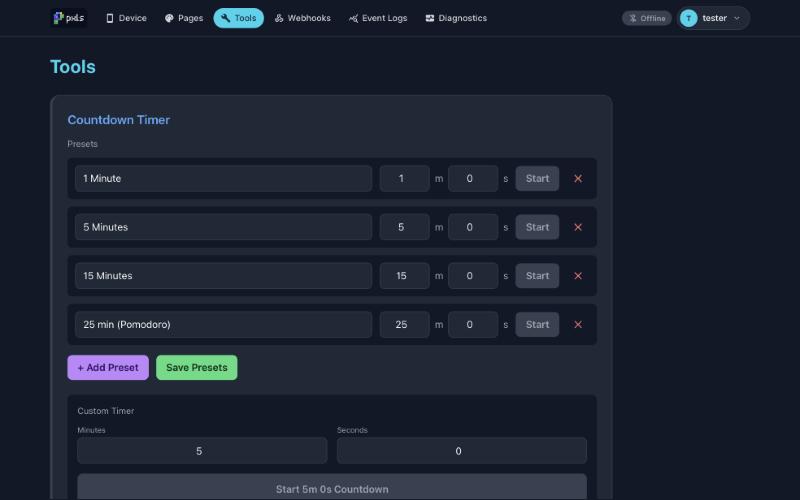 pxls Device Pages Tools Webhooks Event Logs Diagnostics Offline T tester
Tools
Countdown Timer
Presets
1 Minute 1 m 0 s Start
5 Minutes 5 m 0 s Start
15 Minutes 15 m 0 s Start
25 min (Pomodoro) 25 m 0 s Start
+ Add Preset Save Presets
Custom Timer
Minutes Seconds
5 0
Start 5m 0s Countdown